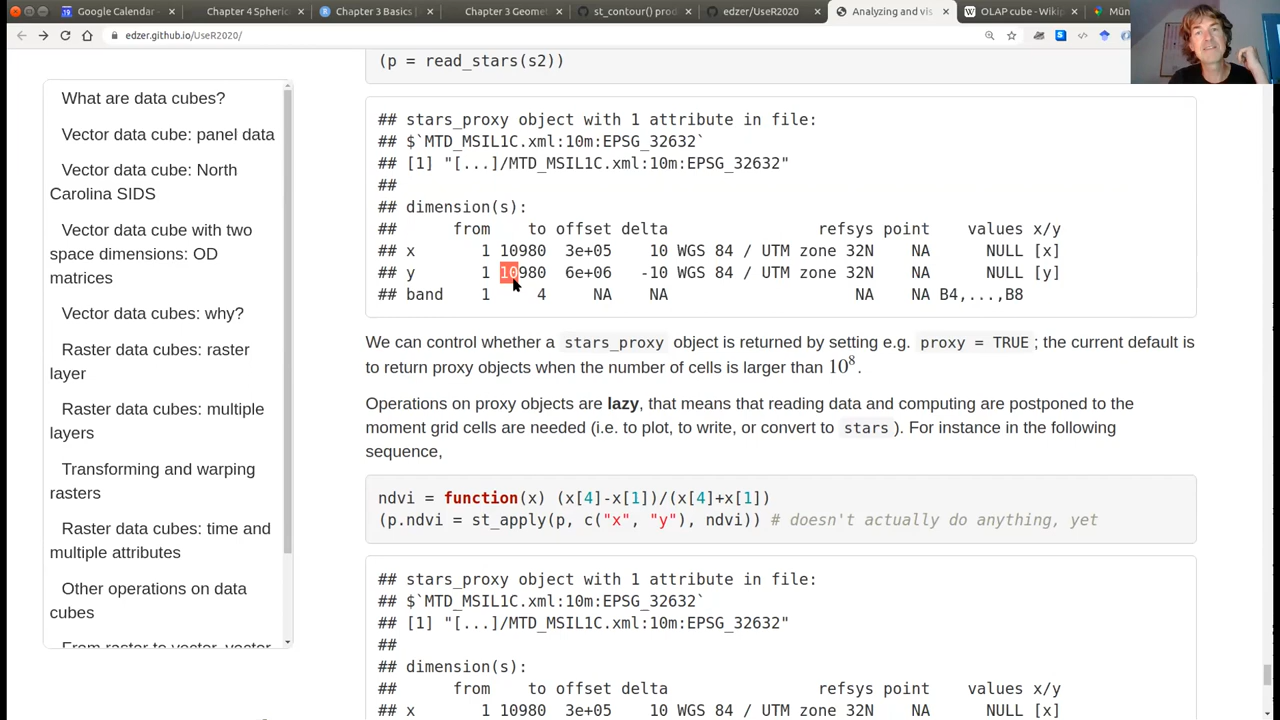 Google Calendar
Chapter 4 Spheric
Chapter 3 Basics |
Chapter 3 Geomet
st_contour() prod
edzer/UseR2020
Analyzing and vis
OLAP cube - Wikip
Mün
edzer.github.io/UseR2020/
What are data cubes?
Vector data cube: panel data
Vector data cube: North
Carolina SIDS
Vector data cube with two
space dimensions: OD
matrices
Vector data cubes: why?
Raster data cubes: raster
layer
Raster data cubes: multiple
layers
Transforming and warping
rasters
Raster data cubes: time and
multiple attributes
Other operations on data
cubes
From raster to vector, vector
(p = read_stars(s2))
## stars_proxy object with 1 attribute in file:
## $`MTD_MSIL1C.xml:10m:EPSG_32632`
## [1] "[...]/MTD_MSIL1C.xml:10m:EPSG_32632"
##
## dimension(s):
## from to offset delta refsys point values x/y
## x 1 10980 3e+05 10 WGS 84 / UTM zone 32N NA NULL [x]
## y 1 10980 6e+06 -10 WGS 84 / UTM zone 32N NA NULL [y]
## band 1 4 NA NA NA NA B4,...,B8
We can control whether a stars_proxy object is returned by setting e.g. proxy = TRUE ; the current default is
to return proxy objects when the number of cells is larger than 10⁸.
Operations on proxy objects are lazy, that means that reading data and computing are postponed to the
moment grid cells are needed (i.e. to plot, to write, or convert to stars ). For instance in the following
sequence,
ndvi = function(x) (x[4]-x[1])/(x[4]+x[1])
(p.ndvi = st_apply(p, c("x", "y"), ndvi)) # doesn't actually do anything, yet
## stars_proxy object with 1 attribute in file:
## $`MTD_MSIL1C.xml:10m:EPSG_32632`
## [1] "[...]/MTD_MSIL1C.xml:10m:EPSG_32632"
##
## dimension(s):
## from to offset delta refsys point values x/y
## x 1 10980 3e+05 10 WGS 84 / UTM zone 32N NA NULL [x]